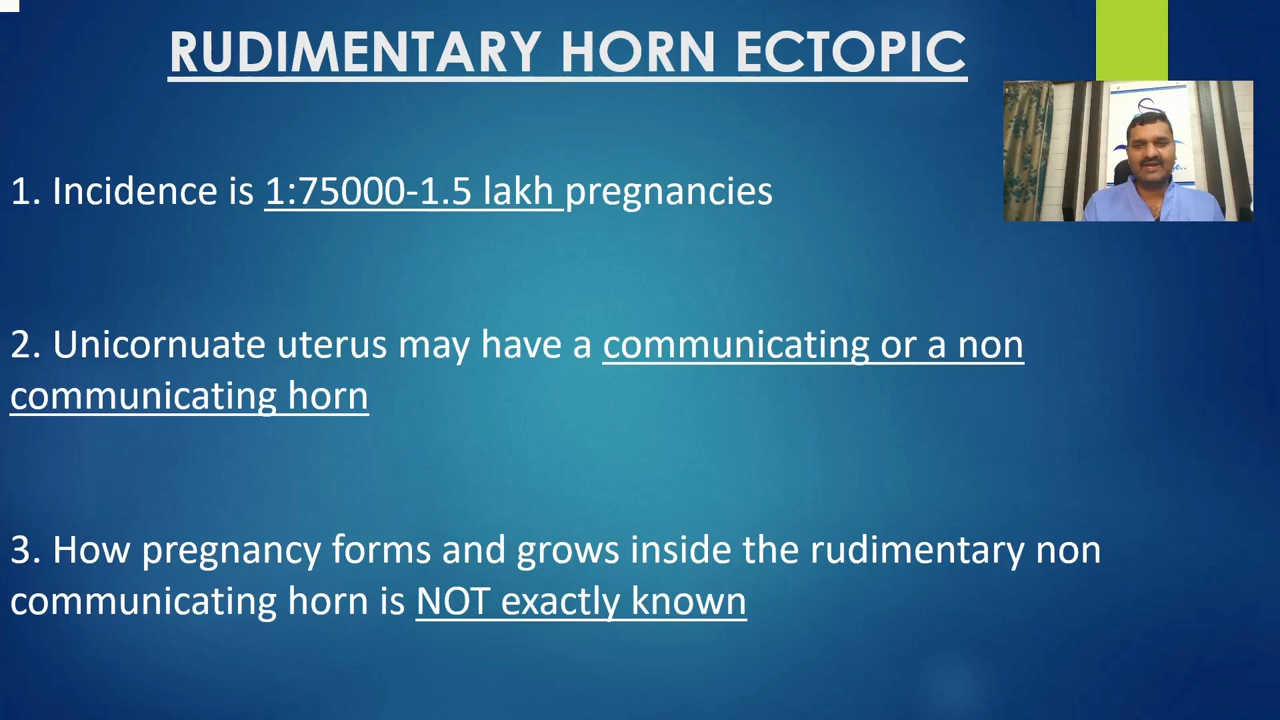 RUDIMENTARY HORN ECTOPIC
1. Incidence is 1:75000-1.5 lakh pregnancies
2. Unicornuate uterus may have a communicating or a non
communicating horn
3. How pregnancy forms and grows inside the rudimentary non
communicating horn is NOT exactly known